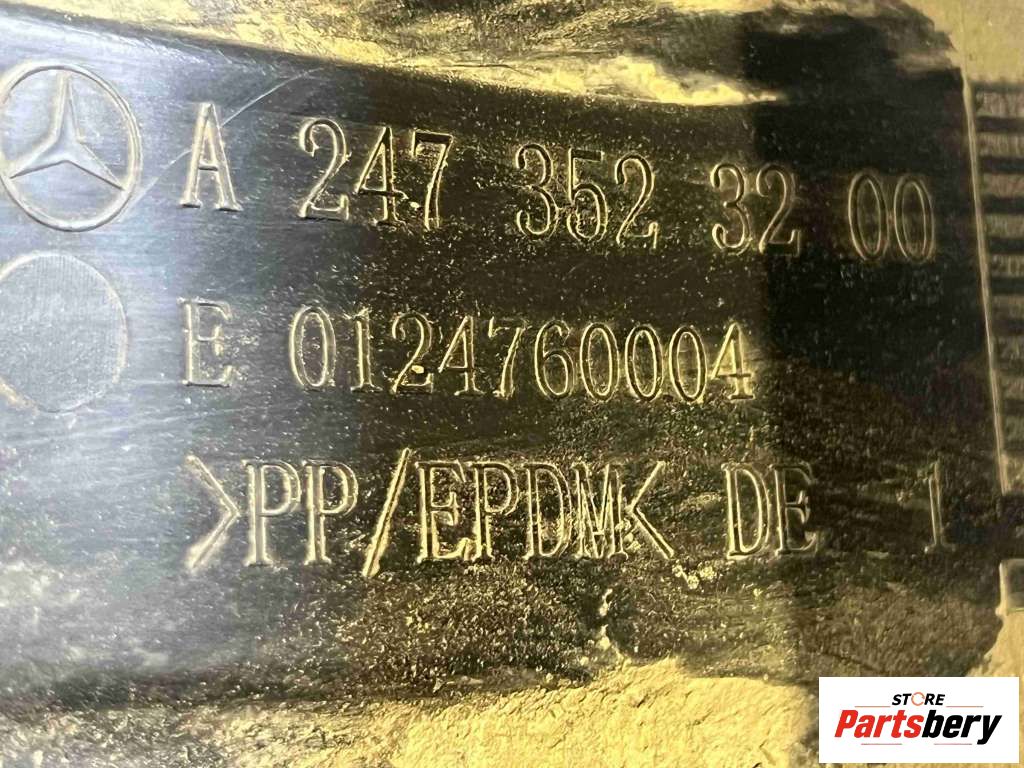 A 247 352 32 00
E 0124760004
>PP/EPDM< DE 1
STORE
Partsbery